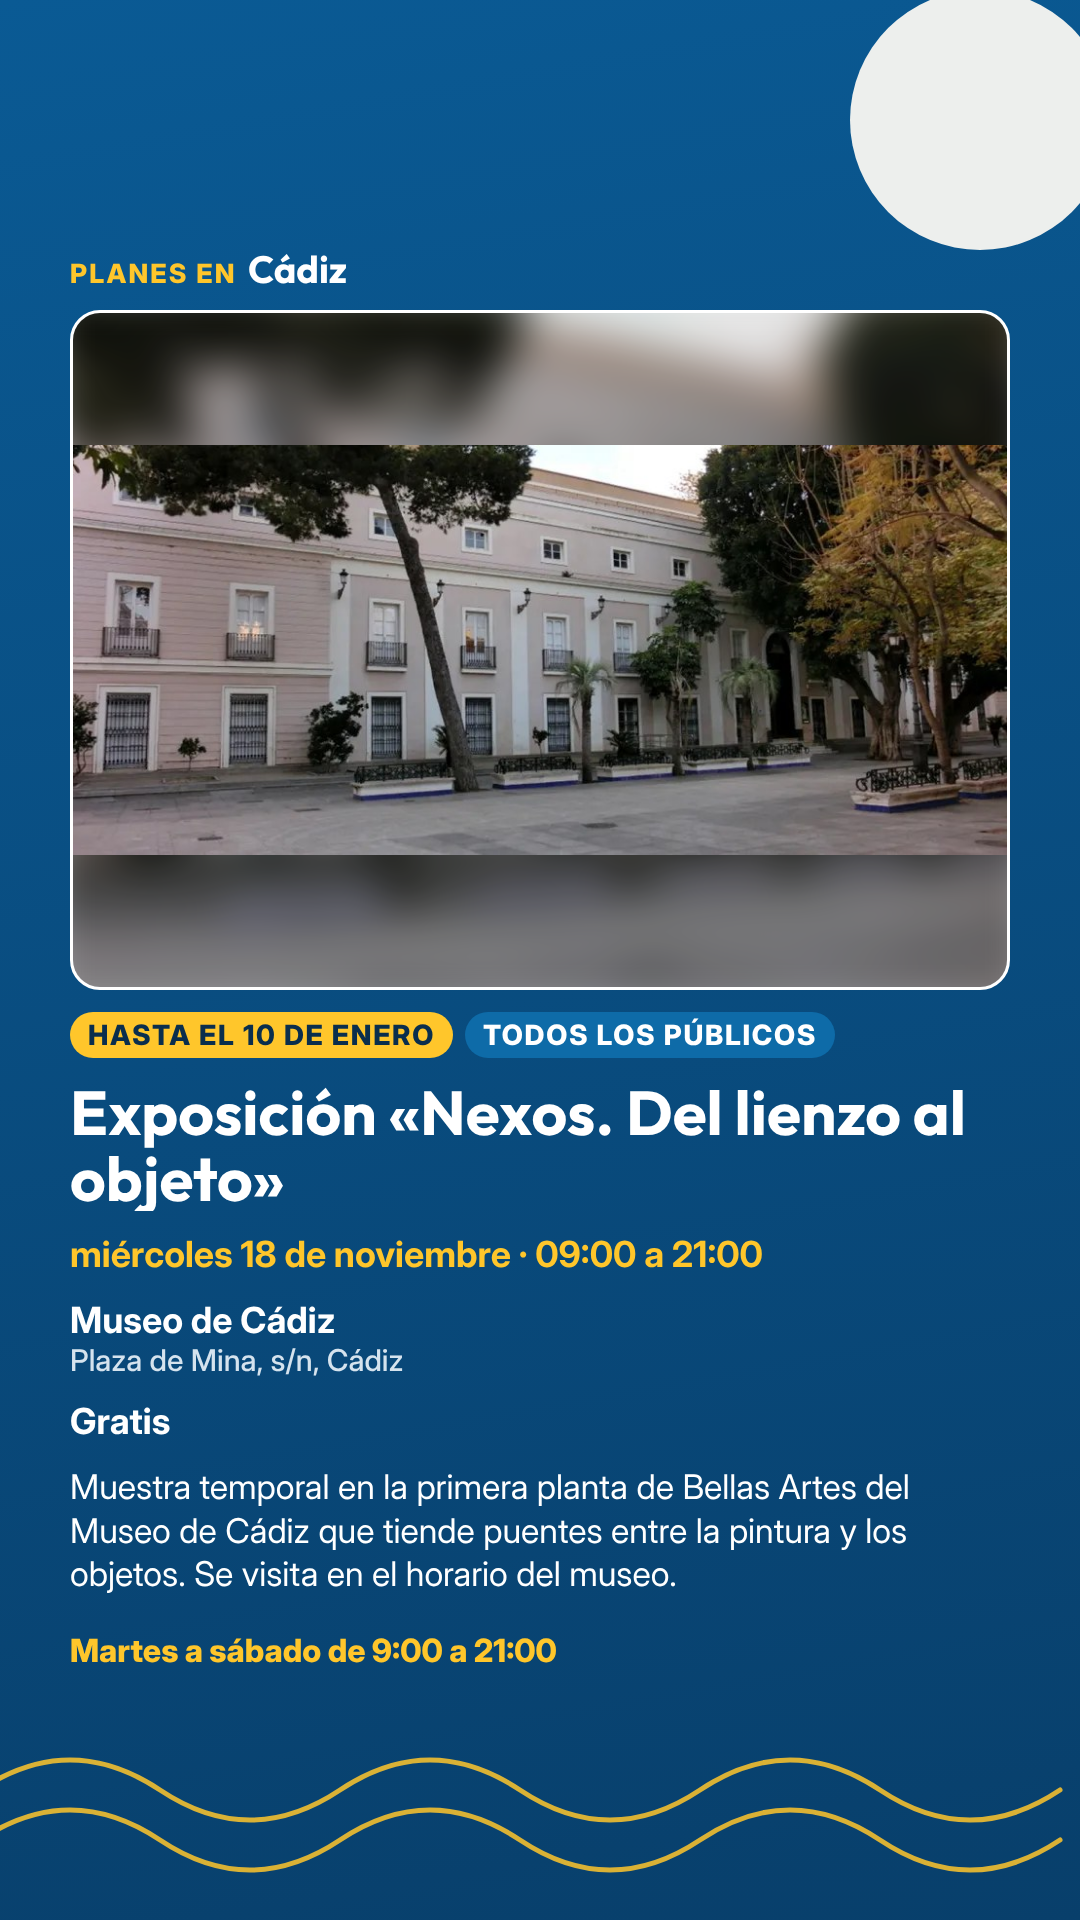 PLANES EN Cádiz
HASTA EL 10 DE ENERO
TODOS LOS PÚBLICOS
Exposición «Nexos. Del lienzo al
objeto»
miércoles 18 de noviembre · 09:00 a 21:00
Museo de Cádiz
Plaza de Mina, s/n, Cádiz
Gratis
Muestra temporal en la primera planta de Bellas Artes del
Museo de Cádiz que tiende puentes entre la pintura y los
objetos. Se visita en el horario del museo.
Martes a sábado de 9:00 a 21:00